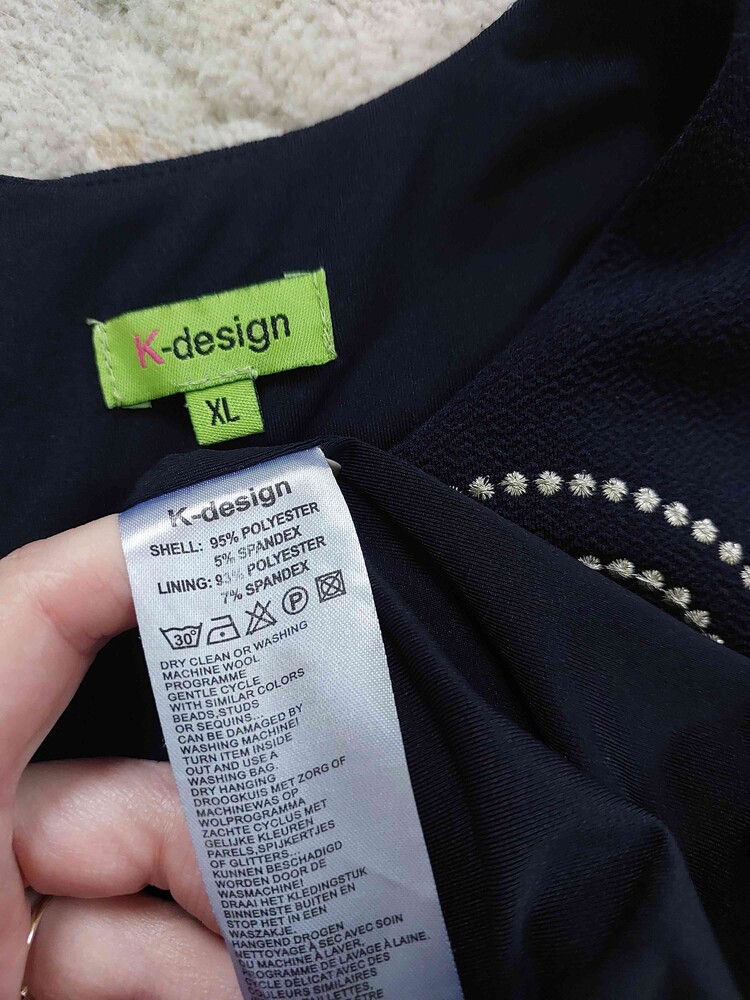 K-design
XL
K-design
SHELL: 95% POLYESTER
5% SPANDEX
LINING: 93% POLYESTER
7% SPANDEX
30° P
DRY CLEAN OR WASHING
MACHINE WOOL
PROGRAMME
GENTLE CYCLE
WITH SIMILAR COLORS
BEADS,STUDS
OR SEQUINS...
CAN BE DAMAGED BY
WASHING MACHINE!
TURN ITEM INSIDE
OUT AND USE A
WASHING BAG.
DRY HANGING
DROOGKUIS MET ZORG OF
MACHINEWAS OP
WOLPROGRAMMA
ZACHTE CYCLUS MET
GELIJKE KLEUREN
PARELS,SPIJKERTJES
OF GLITTERS...
KUNNEN BESCHADIGD
WORDEN DOOR DE
WASMACHINE!
DRAAI HET KLEDINGSTUK
BINNENSTE BUITEN EN
STOP HET IN EEN
WASZAKJE.
HANGEND DROGEN
NETTOYAGE À SEC AVEC SOIN
OU MACHINE À LAVER,
PROGRAMME DE LAVAGE À LAINE.
CYCLE DÉLICAT AVEC DES
COULEURS SIMILAIRES